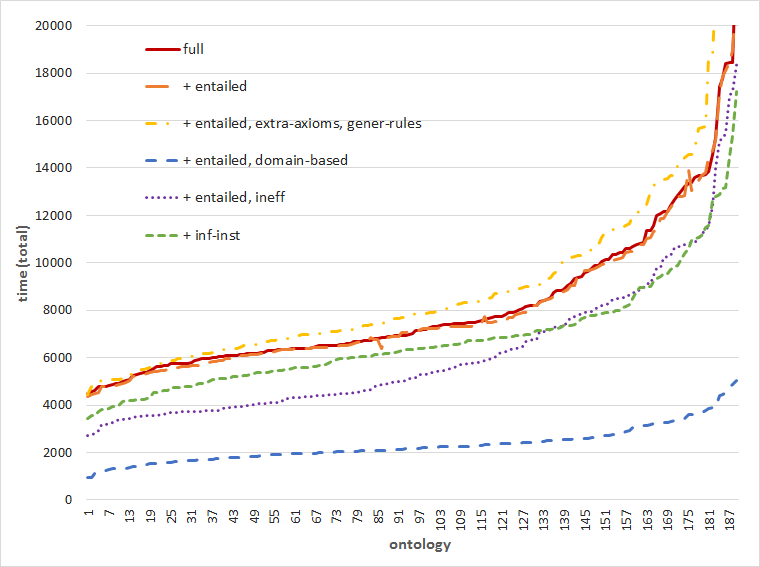 20000
18000
16000
14000
12000
10000
8000
6000
4000
2000
0
time (total)
full
+ entailed
+ entailed, extra-axioms, gener-rules
+ entailed, domain-based
+ entailed, ineff
+ inf-inst
1 7 13 19 25 31 37 43 49 55 61 67 73 79 85 91 97 103 109 115 121 127 133 139 145 151 157 163 169 175 181 187
ontology